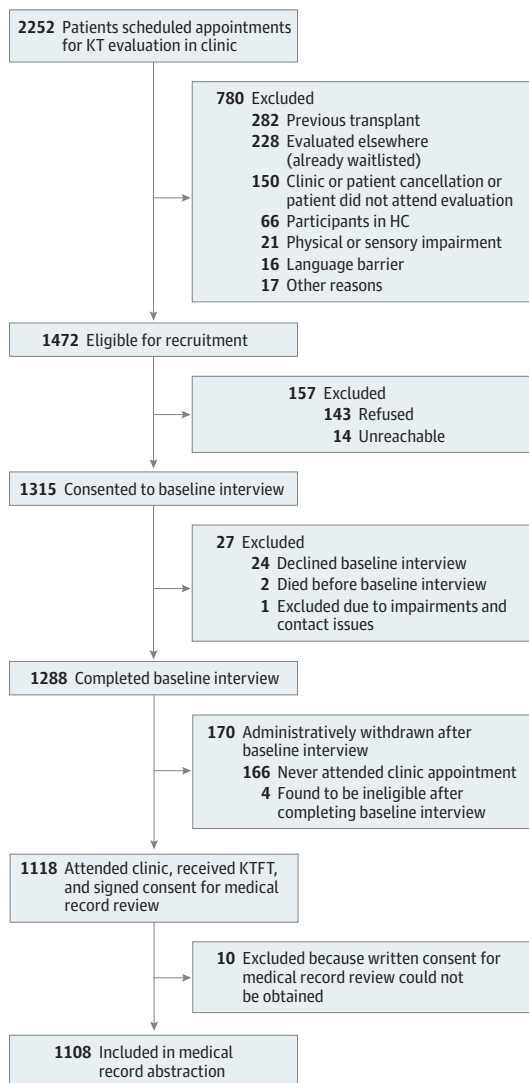 2252 Patients scheduled appointments
for KT evaluation in clinic
780 Excluded
282 Previous transplant
228 Evaluated elsewhere
(already waitlisted)
150 Clinic or patient cancellation or
patient did not attend evaluation
66 Participants in HC
21 Physical or sensory impairment
16 Language barrier
17 Other reasons
1472 Eligible for recruitment
157 Excluded
143 Refused
14 Unreachable
1315 Consented to baseline interview
27 Excluded
24 Declined baseline interview
2 Died before baseline interview
1 Excluded due to impairments and
contact issues
1288 Completed baseline interview
170 Administratively withdrawn after
baseline interview
166 Never attended clinic appointment
4 Found to be ineligible after
completing baseline interview
1118 Attended clinic, received KTFT,
and signed consent for medical
record review
10 Excluded because written consent for
medical record review could not
be obtained
1108 Included in medical
record abstraction